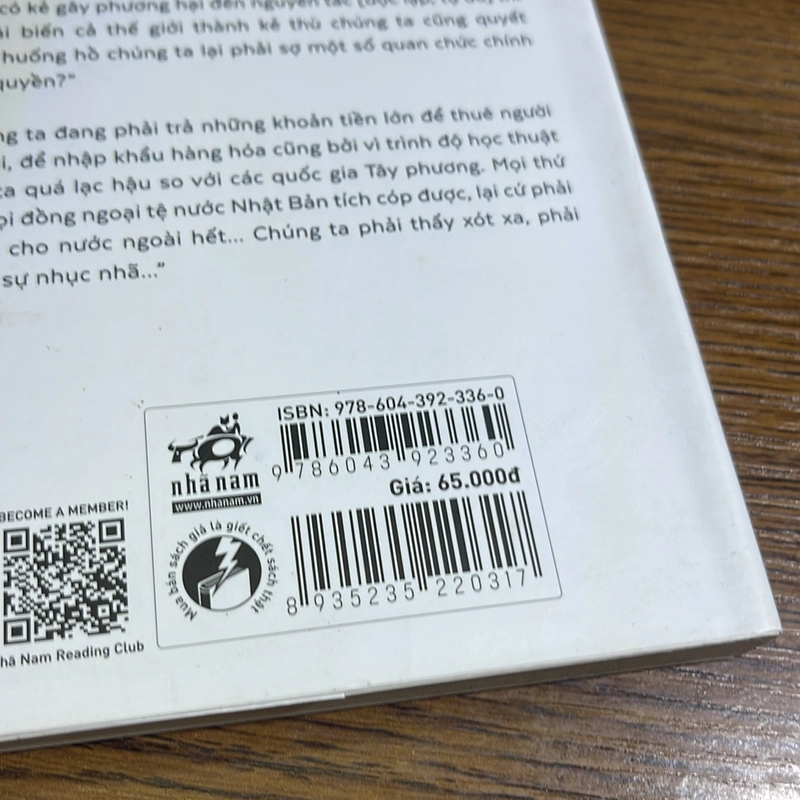 có kẻ gây phương hại đến nguyên tắc
biến cả thế giới thành kẻ thù chúng ta cũng quyết
huống hồ chúng ta lại phải sợ một số quan chức chính
quyền?"
ta đang phải trả những khoản tiền lớn để thuê người
để nhập khẩu hàng hóa cũng bởi vì trình độ học thuật
ta quá lạc hậu so với các quốc gia Tây phương. Mọi thứ
đồng ngoại tệ nước Nhật Bản tích cóp được, lại cứ phải
cho nước ngoài hết... Chúng ta phải thấy xót xa, phải
sự nhục nhã..."
ISBN: 978-604-392-336-0
9 786043 923360
nhã nam
www.nhanam.vn
Giá: 65.000đ
Mua bán sách giả là giết chết sách thật
8 935235 220317
BECOME A MEMBER!
Nhã Nam Reading Club